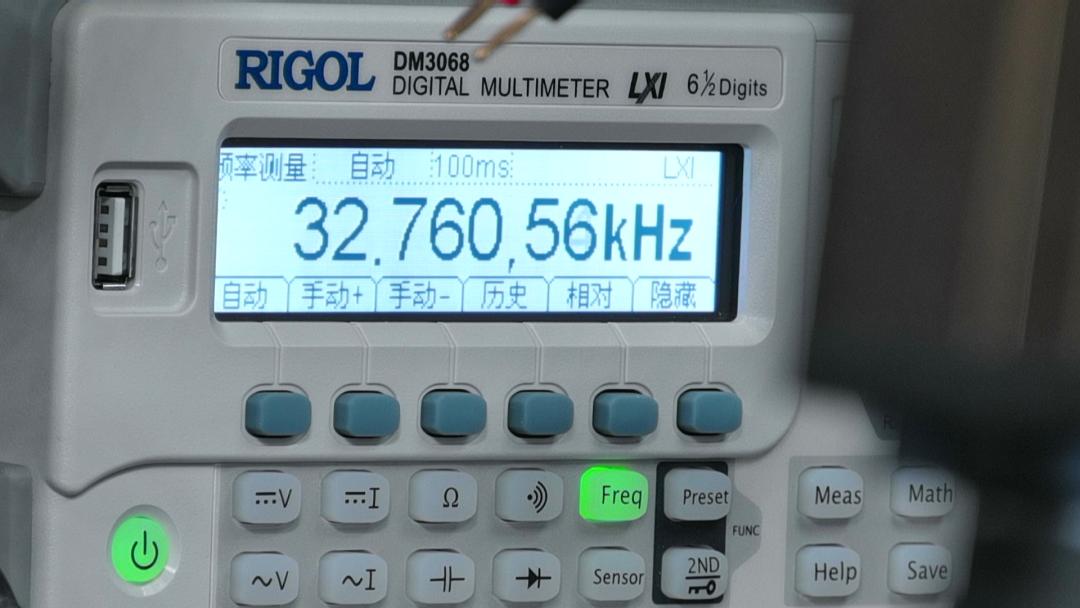 RIGOL DM3068
DIGITAL MULTIMETER LXI 6½Digits
频率测量: 自动 :100ms: LXI
32.760,56kHz
自动 手动+ 手动- 历史 相对 隐藏
V I Ω Freq Preset Meas Math
FUNC
~V ~I Sensor 2ND Help Save